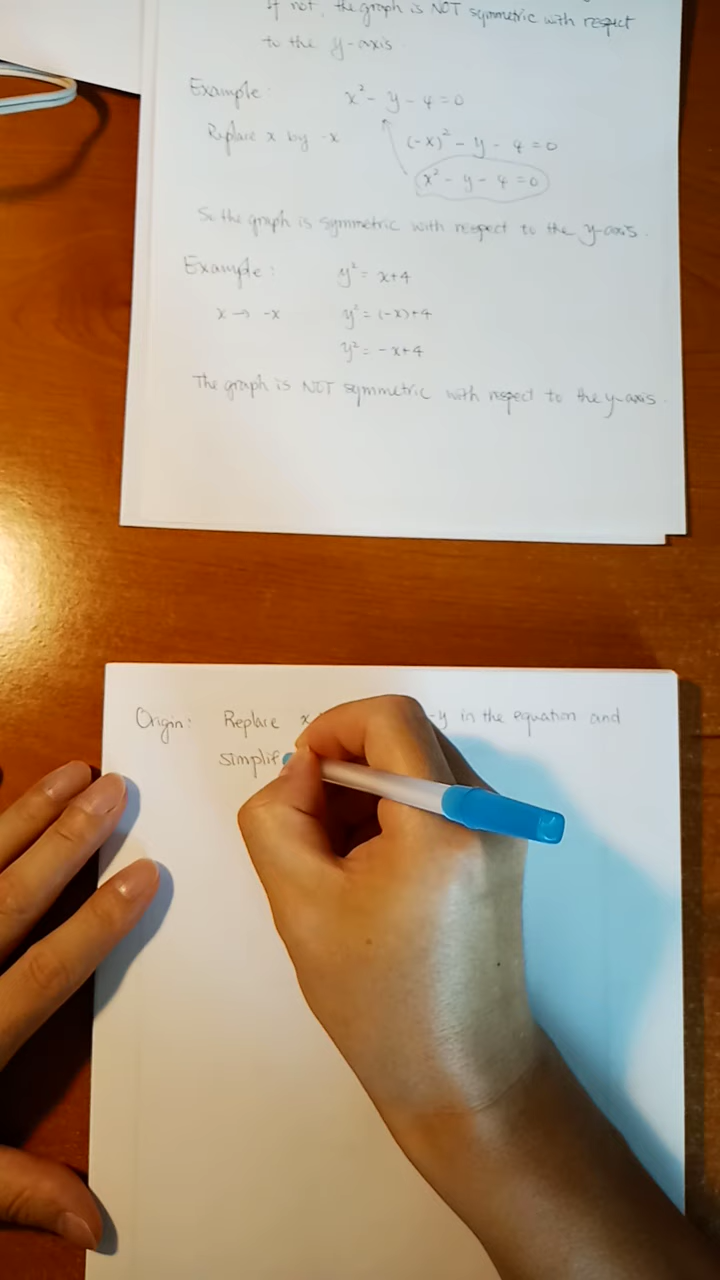 If not, the graph is NOT symmetric with respect
to the y-axis.
Example: x² - y - 4 = 0
Replace x by -x (-x)² - y - 4 = 0
x² - y - 4 = 0
So the graph is symmetric with respect to the y-axis.
Example: y² = x+4
x → -x y² = (-x)+4
y² = -x+4
The graph is NOT symmetric with respect to the y-axis.
Origin: Replace x -y in the equation and
simplif